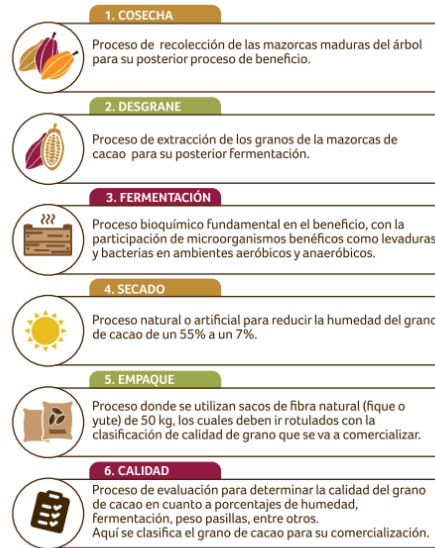 1. COSECHA
Proceso de recolección de las mazorcas maduras del árbol
para su posterior proceso de beneficio.
2. DESGRANE
Proceso de extracción de los granos de la mazorcas de
cacao para su posterior fermentación.
3. FERMENTACIÓN
Proceso bioquímico fundamental en el beneficio, con la
participación de microorganismos benéficos como levaduras
y bacterias en ambientes aeróbicos y anaeróbicos.
4. SECADO
Proceso natural o artificial para reducir la humedad del grano
de cacao de un 55% a un 7%.
5. EMPAQUE
Proceso donde se utilizan sacos de fibra natural (fique o
yute) de 50 kg, los cuales deben ir rotulados con la
clasificación de calidad de grano que se va a comercializar.
6. CALIDAD
Proceso de evaluación para determinar la calidad del grano
de cacao en cuanto a porcentajes de humedad,
fermentación, peso pasillas, entre otros.
Aquí se clasifica el grano de cacao para su comercialización.